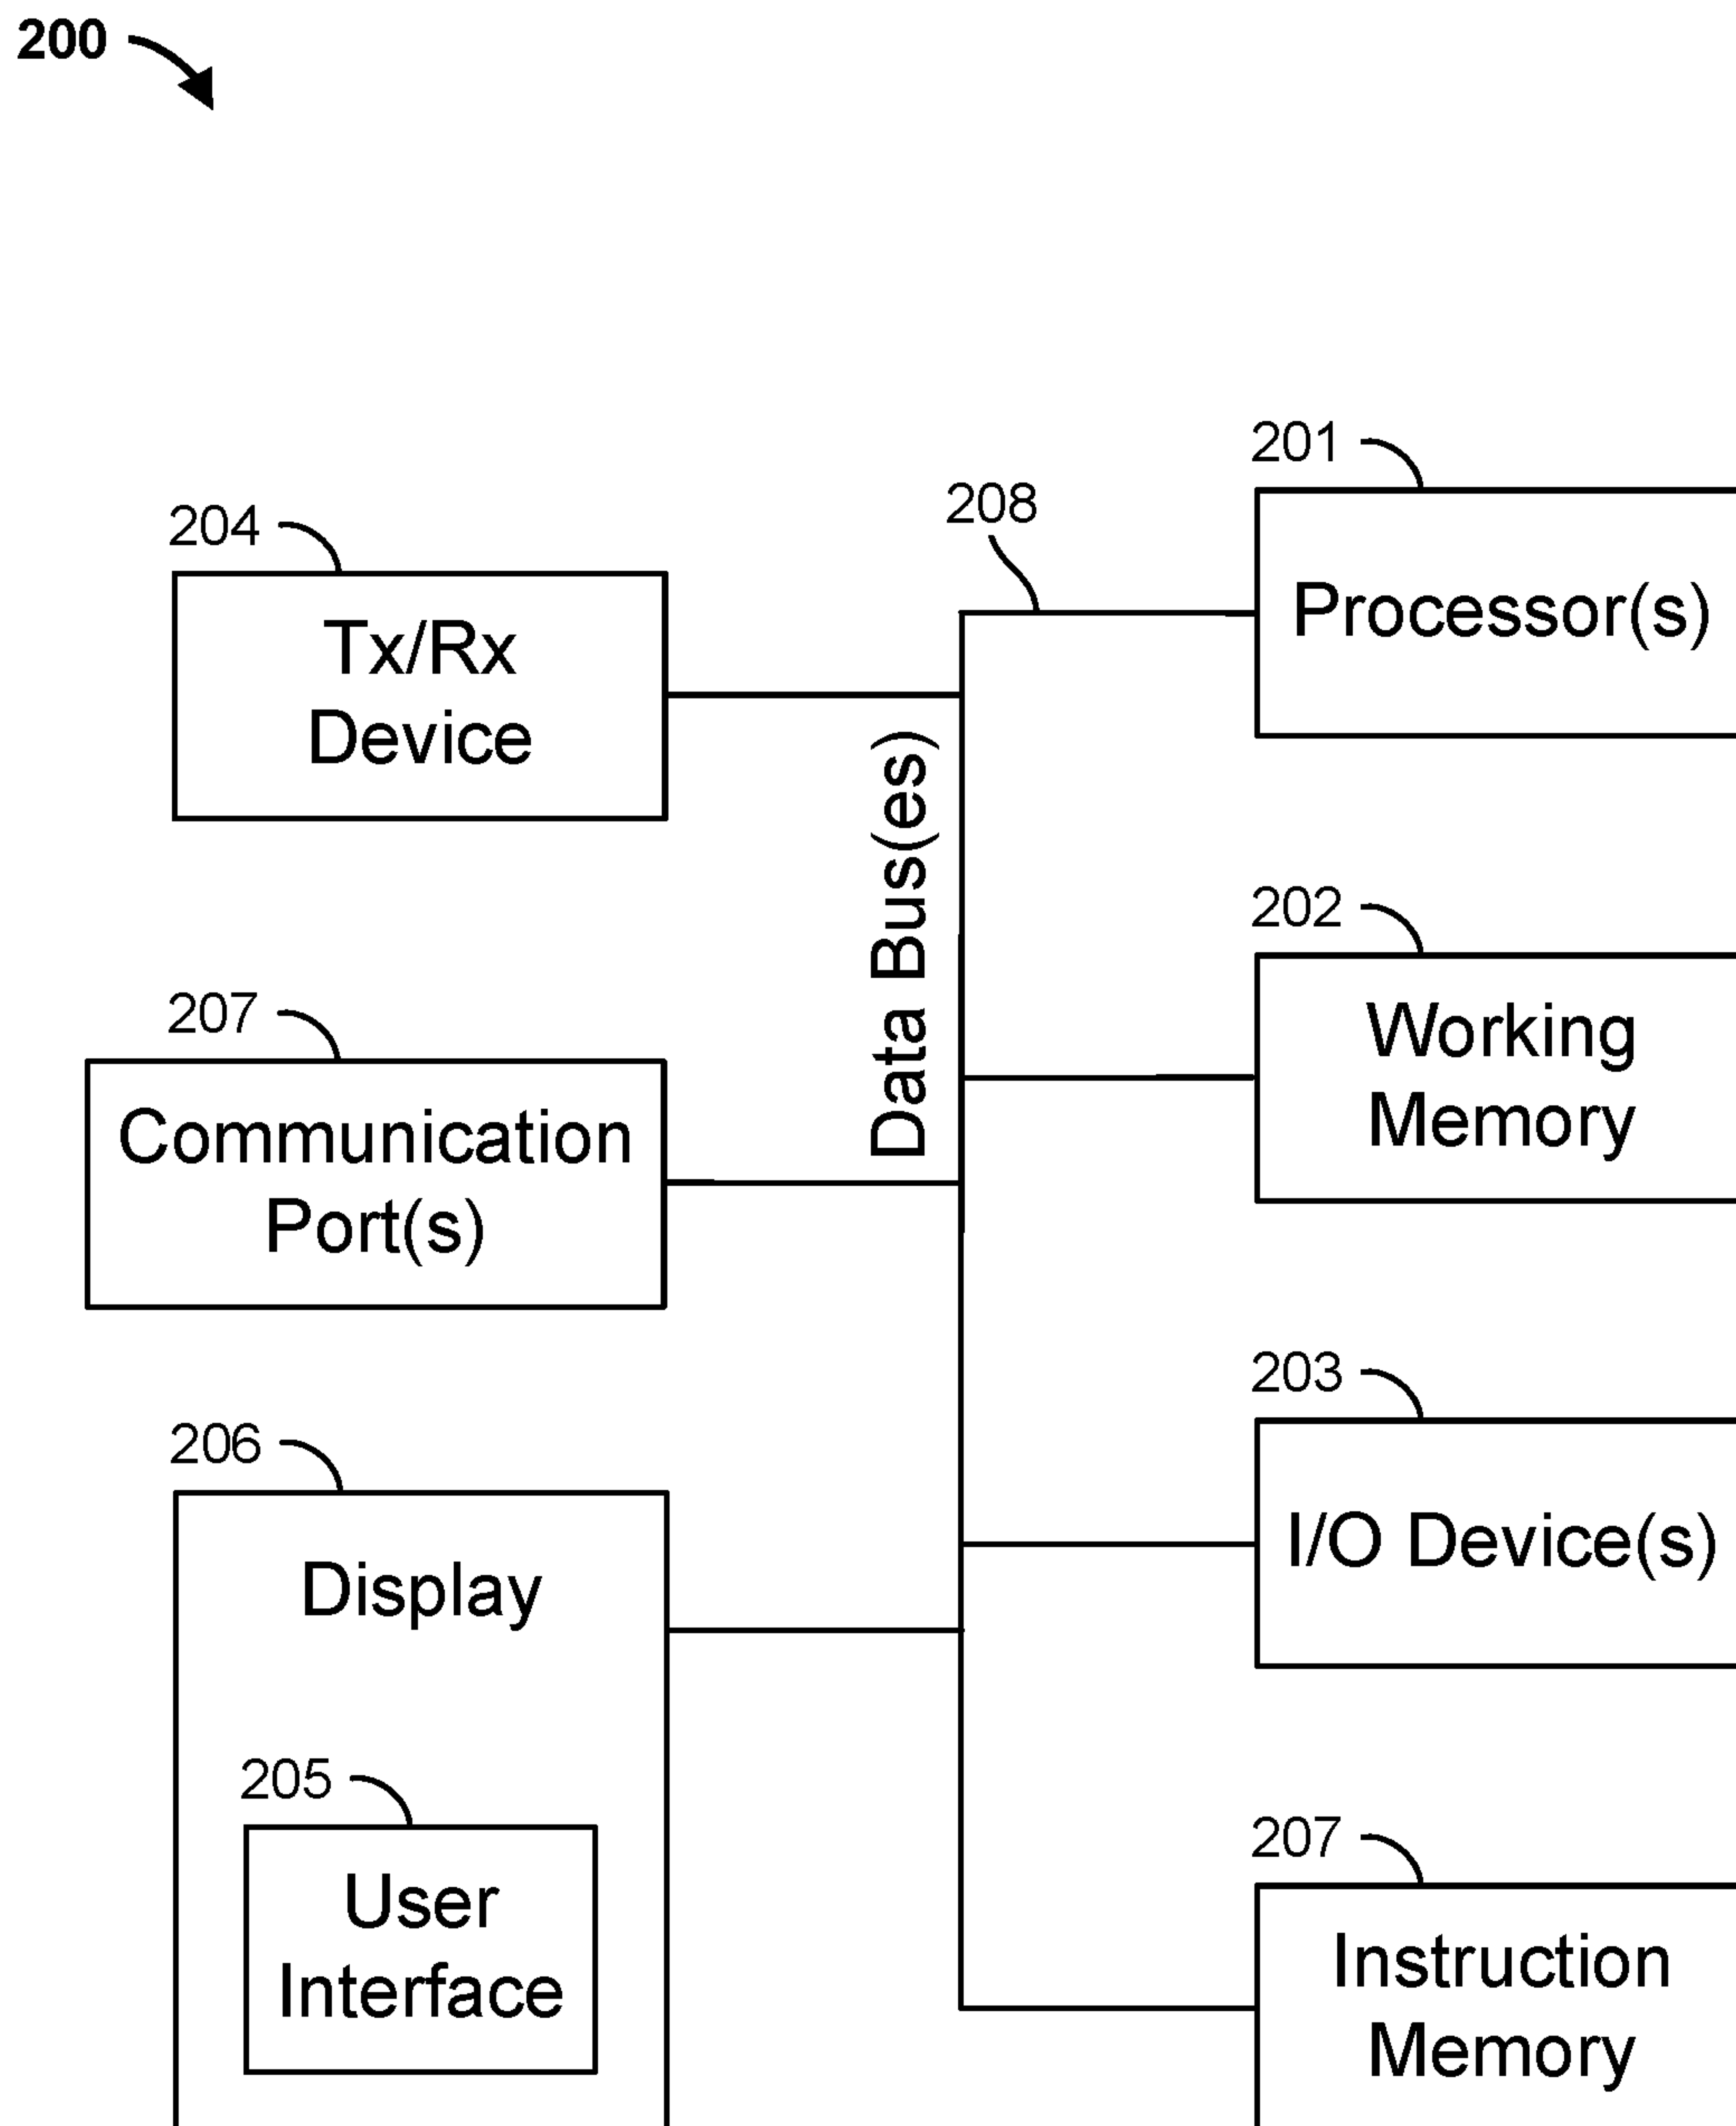 200
201
208
Processor(s)
204
Tx/Rx
Device
Data Bus(es)
202
Working
Memory
207
Communication
Port(s)
203
I/O Device(s)
206
Display
205
User
Interface
207
Instruction
Memory